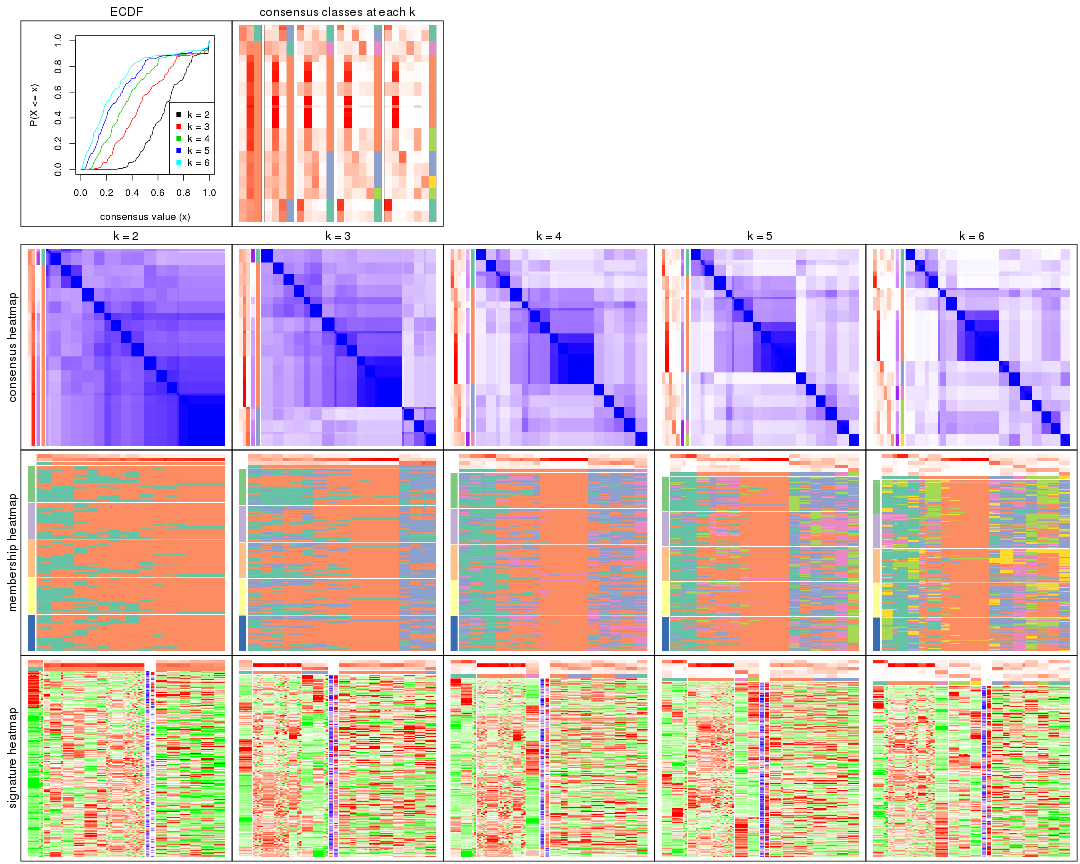 ECDF
consensus classes at each k
P(X <= x)
0.0 0.2 0.4 0.6 0.8 1.0
k = 2
k = 3
k = 4
k = 5
k = 6
0.0 0.2 0.4 0.6 0.8 1.0
consensus value (x)
k = 2
k = 3
k = 4
k = 5
k = 6
consensus heatmap
membership heatmap
signature heatmap